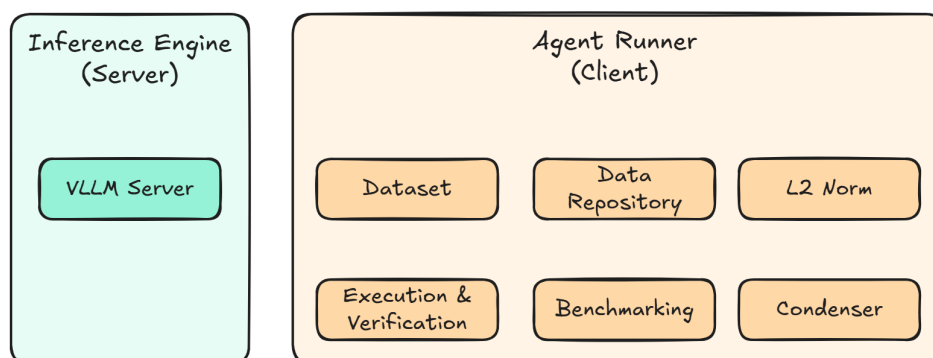 Inference Engine
(Server)
Agent Runner
(Client)
VLLM Server
Dataset
Data
Repository
L2 Norm
Execution &
Verification
Benchmarking
Condenser